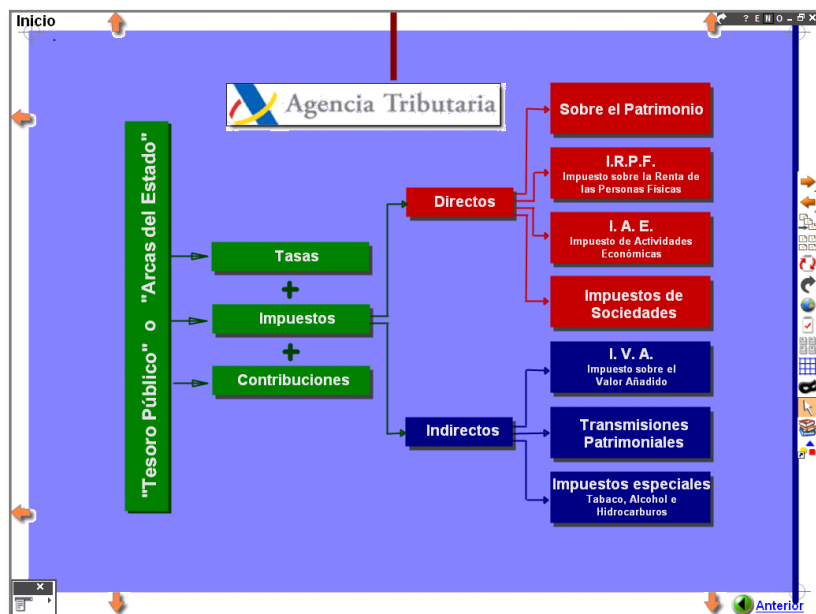 Inicio
? E N O
Agencia Tributaria
"Tesoro Público" o "Arcas del Estado"
Tasas
+
Impuestos
+
Contribuciones
Directos
Sobre el Patrimonio
I.R.P.F.
Impuesto sobre la Renta de
las Personas Físicas
I. A. E.
Impuesto de Actividades
Económicas
Impuestos de
Sociedades
Indirectos
I. V. A.
Impuesto sobre el
Valor Añadido
Transmisiones
Patrimoniales
Impuestos especiales
Tabaco, Alcohol e
Hidrocarburos
Anterior